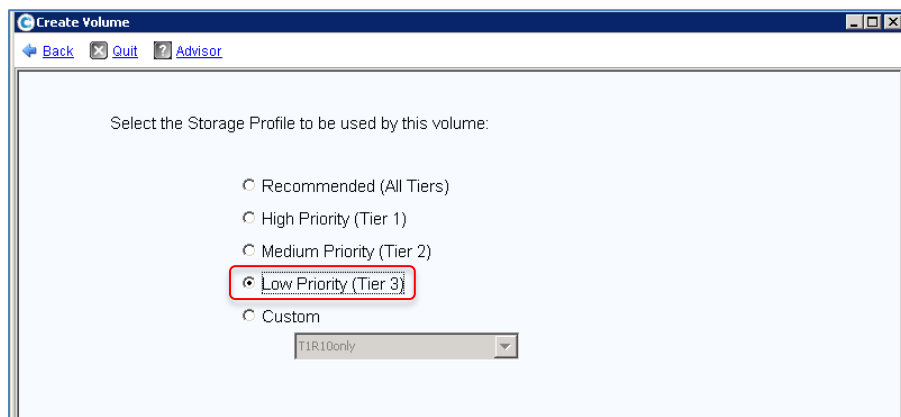 Create Volume
Back Quit Advisor
Select the Storage Profile to be used by this volume:
Recommended (All Tiers)
High Priority (Tier 1)
Medium Priority (Tier 2)
Low Priority (Tier 3)
Custom
T1R10only